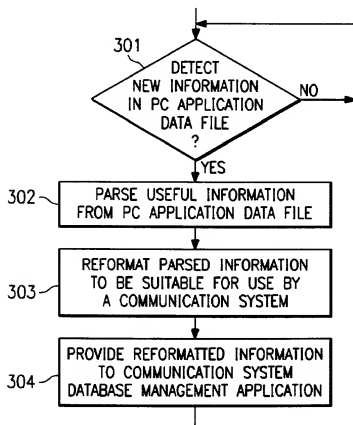 301
DETECT
NEW INFORMATION
IN PC APPLICATION
DATA FILE
?
NO
YES
302
PARSE USEFUL INFORMATION
FROM PC APPLICATION DATA FILE
303
REFORMAT PARSED INFORMATION
TO BE SUITABLE FOR USE BY
A COMMUNICATION SYSTEM
304
PROVIDE REFORMATTED INFORMATION
TO COMMUNICATION SYSTEM
DATABASE MANAGEMENT APPLICATION